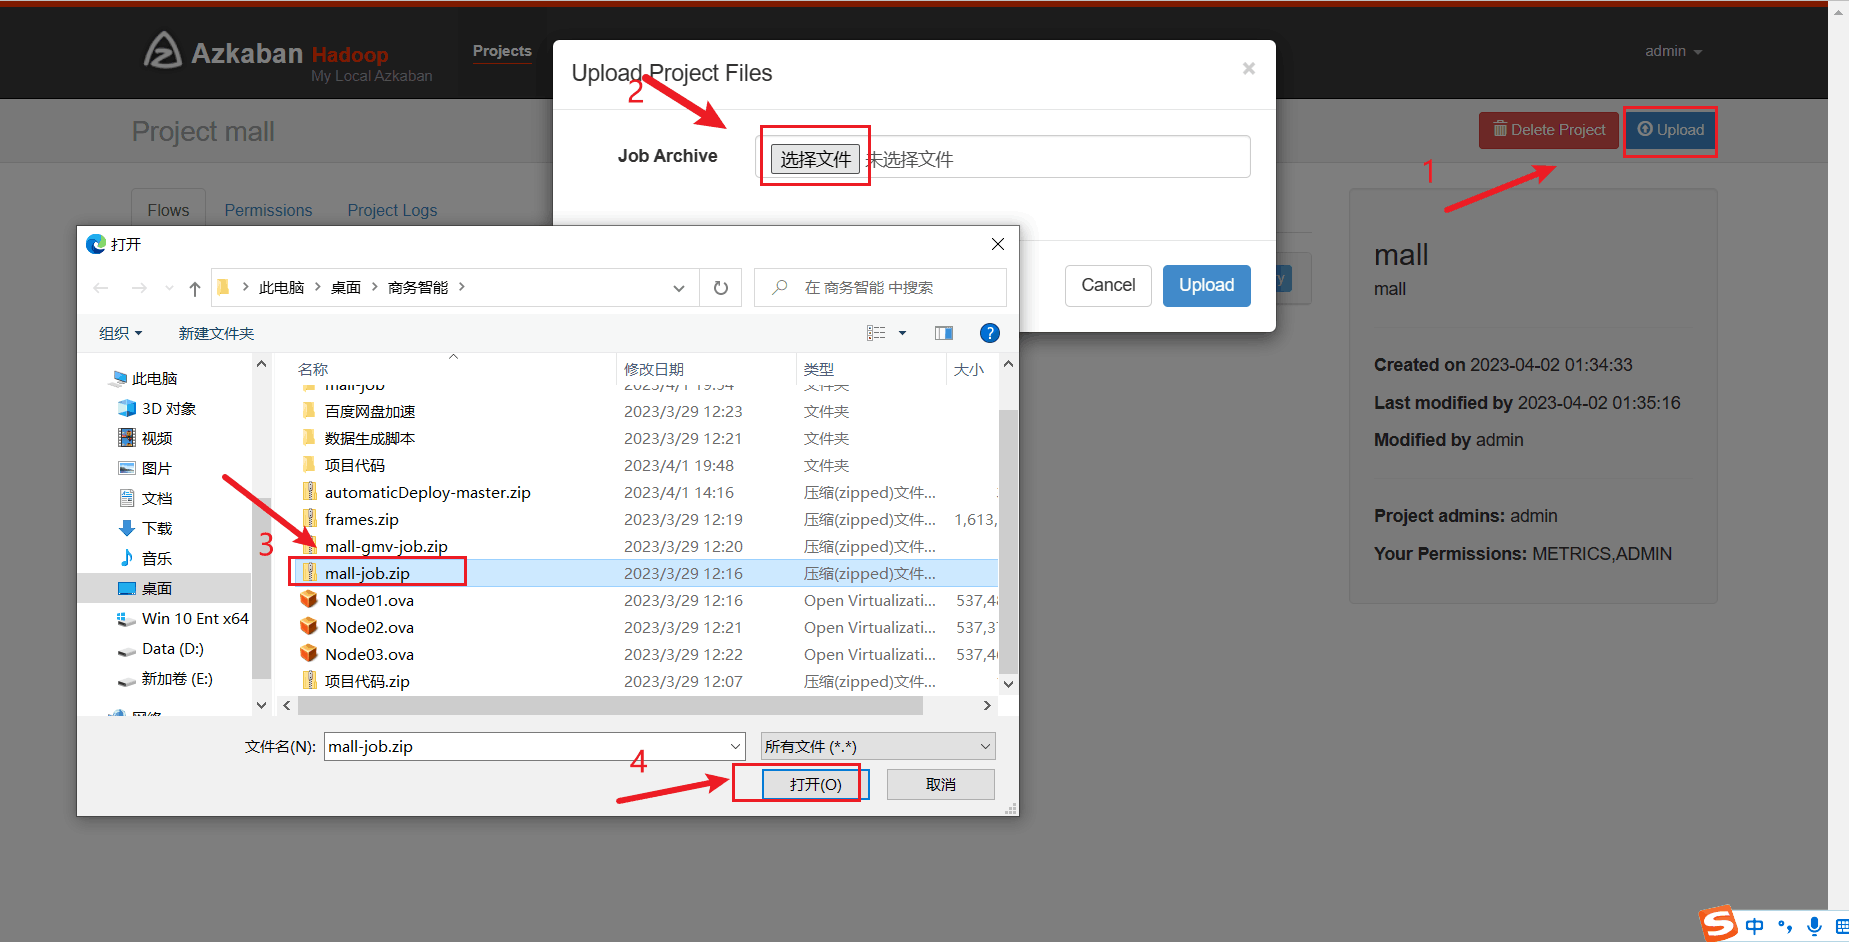 Azkaban Hadoop
My Local Azkaban
Projects
admin
Project mall
Delete Project
Upload
1
Flows
Permissions
Project Logs
Upload Project Files
×
2
Job Archive
选择文件
未选择文件
Cancel
Upload
mall
mall
Created on 2023-04-02 01:34:33
Last modified by 2023-04-02 01:35:16
Modified by admin
Project admins: admin
Your Permissions: METRICS,ADMIN
打开
此电脑 > 桌面 > 商务智能 >
在 商务智能 中搜索
组织
新建文件夹
?
此电脑
3D 对象
视频
图片
文档
下载
音乐
桌面
Win 10 Ent x64
Data (D:)
新加卷 (E:)
网络
名称 修改日期 类型 大小
mall-job 2023/4/1 19:54 文件夹
百度网盘加速 2023/3/29 12:23 文件夹
数据生成脚本 2023/3/29 12:21 文件夹
项目代码 2023/4/1 19:48 文件夹
automaticDeploy-master.zip 2023/4/1 14:16 压缩(zipped)文件...
frames.zip 2023/3/29 12:19 压缩(zipped)文件... 1,613,
mall-gmv-job.zip 2023/3/29 12:20 压缩(zipped)文件...
mall-job.zip 2023/3/29 12:16 压缩(zipped)文件...
Node01.ova 2023/3/29 12:16 Open Virtualizati... 537,4
Node02.ova 2023/3/29 12:21 Open Virtualizati... 537,3
Node03.ova 2023/3/29 12:22 Open Virtualizati... 537,4
项目代码.zip 2023/3/29 12:07 压缩(zipped)文件...
3
文件名(N):
mall-job.zip
所有文件 (*.*)
4
打开(O)
取消
S 中